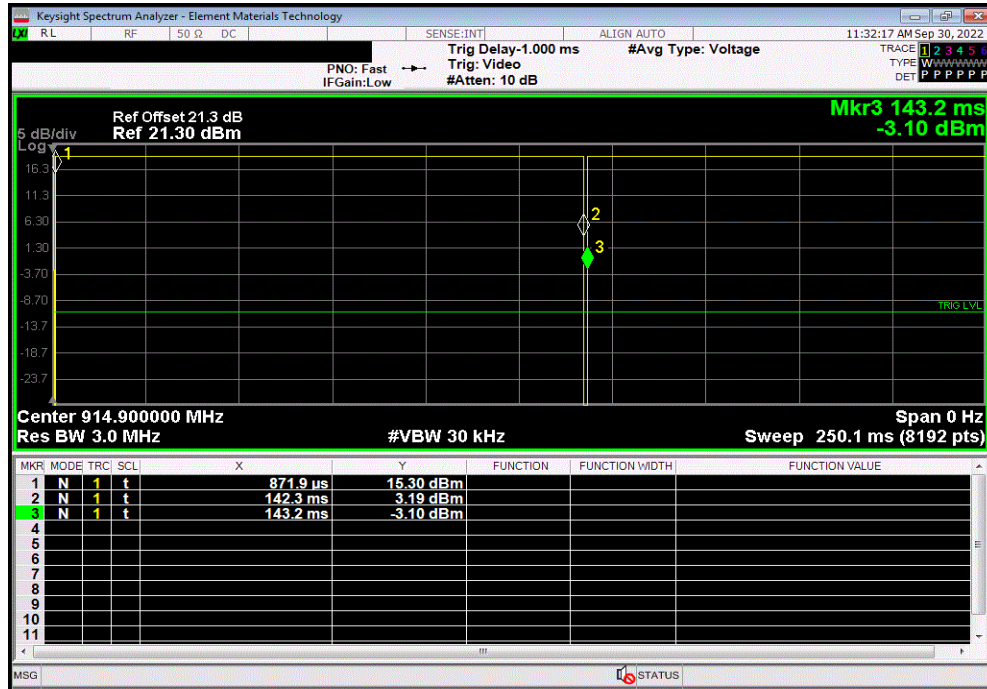 Keysight Spectrum Analyzer - Element Materials Technology
LXI RL RF 50 Ω DC SENSE:INT ALIGN AUTO 11:32:17 AM Sep 30, 2022
Trig Delay-1.000 ms #Avg Type: Voltage TRACE 1 2 3 4 5 6
PNO: Fast Trig: Video TYPE WWWWWW
IFGain:Low #Atten: 10 dB DET P P P P P P
Mkr3 143.2 ms
-3.10 dBm
Ref Offset 21.3 dB
5 dB/div Ref 21.30 dBm
Log
1
16.3
11.3
6.30
2
1.30
3
-3.70
-8.70
TRIG LVL
-13.7
-18.7
-23.7
Center 914.900000 MHz Span 0 Hz
Res BW 3.0 MHz #VBW 30 kHz Sweep 250.1 ms (8192 pts)
MKR MODE TRC SCL X Y FUNCTION FUNCTION WIDTH FUNCTION VALUE
1 N 1 t 871.9 µs 15.30 dBm
2 N 1 t 142.3 ms 3.19 dBm
3 N 1 t 143.2 ms -3.10 dBm
4
5
6
7
8
9
10
11
MSG STATUS